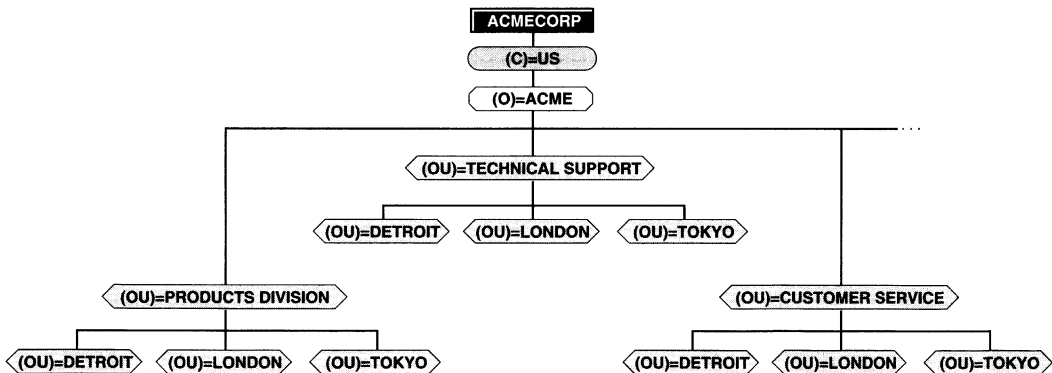 ACMECORP
(C)=US
(O)=ACME
(OU)=TECHNICAL SUPPORT
(OU)=DETROIT (OU)=LONDON (OU)=TOKYO
(OU)=PRODUCTS DIVISION (OU)=CUSTOMER SERVICE
(OU)=DETROIT (OU)=LONDON (OU)=TOKYO (OU)=DETROIT (OU)=LONDON (OU)=TOKYO